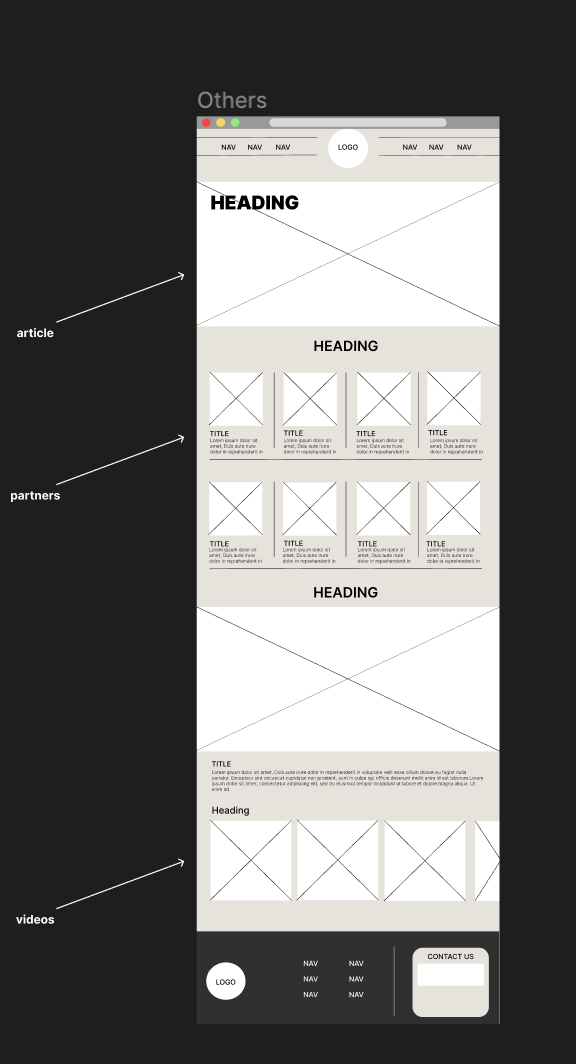 Others
NAV NAV NAV LOGO NAV NAV NAV
HEADING
article
HEADING
TITLE TITLE TITLE TITLE
Lorem ipsum dolor sit Lorem ipsum dolor sit Lorem ipsum dolor sit Lorem ipsum dolor sit
amet, Duis aute irure amet, Duis aute irure amet, Duis aute irure amet, Duis aute irure
dolor in reprehenderit in dolor in reprehenderit in dolor in reprehenderit in dolor in reprehenderit in
partners
TITLE TITLE TITLE TITLE
Lorem ipsum dolor sit Lorem ipsum dolor sit Lorem ipsum dolor sit Lorem ipsum dolor sit
amet, Duis aute irure amet, Duis aute irure amet, Duis aute irure amet, Duis aute irure
dolor in reprehenderit in dolor in reprehenderit in dolor in reprehenderit in dolor in reprehenderit in
HEADING
TITLE
Lorem ipsum dolor sit amet, Duis aute irure dolor in reprehenderit in voluptate velit esse cillum dolore eu fugiat nulla
pariatur. Excepteur sint occaecat cupidatat non proident, sunt in culpa qui officia deserunt mollit anim id est laborum.Lorem
ipsum dolor sit amet, consectetur adipiscing elit, sed do eiusmod tempor incididunt ut labore et dolore magna aliqua. Ut
enim ad
Heading
videos
LOGO
NAV NAV
NAV NAV
NAV NAV
CONTACT US